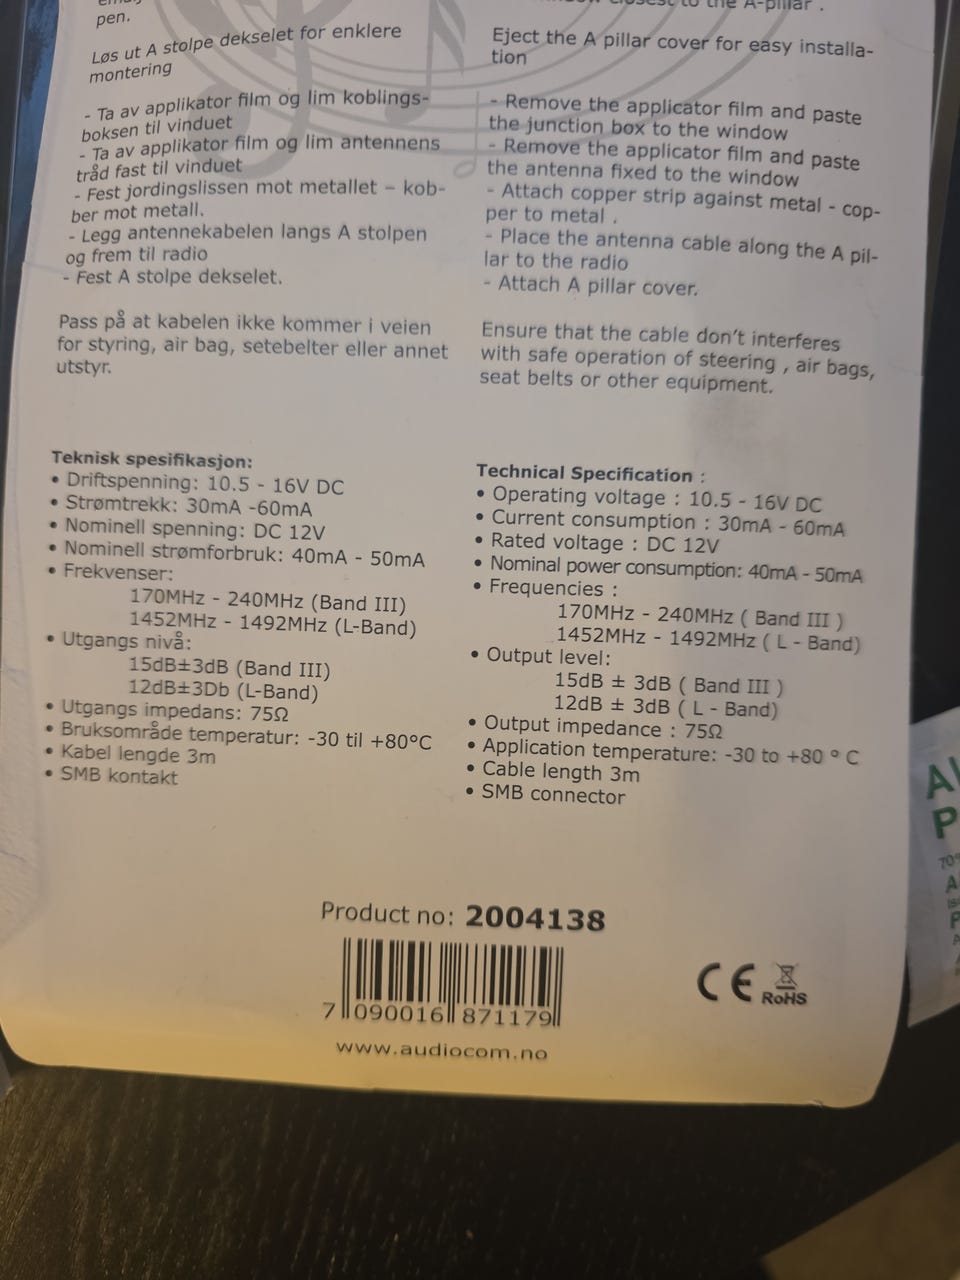 pen.
Løs ut A stolpe dekselet for enklere
montering
- Ta av applikator film og lim koblings-
boksen til vinduet
- Ta av applikator film og lim antennens
tråd fast til vinduet
- Fest jordingslissen mot metallet – kob-
ber mot metall.
- Legg antennekabelen langs A stolpen
og frem til radio
- Fest A stolpe dekselet.
Pass på at kabelen ikke kommer i veien
for styring, air bag, setebelter eller annet
utstyr.
Teknisk spesifikasjon:
• Driftspenning: 10.5 - 16V DC
• Strømtrekk: 30mA -60mA
• Nominell spenning: DC 12V
• Nominell strømforbruk: 40mA - 50mA
• Frekvenser:
170MHz - 240MHz (Band III)
1452MHz - 1492MHz (L-Band)
• Utgangs nivå:
15dB±3dB (Band III)
12dB±3Db (L-Band)
• Utgangs impedans: 75Ω
• Bruksområde temperatur: -30 til +80°C
• Kabel lengde 3m
• SMB kontakt
closest to the A-pillar .
Eject the A pillar cover for easy installa-
tion
- Remove the applicator film and paste
the junction box to the window
- Remove the applicator film and paste
the antenna fixed to the window
- Attach copper strip against metal - cop-
per to metal .
- Place the antenna cable along the A pil-
lar to the radio
- Attach A pillar cover.
Ensure that the cable don't interferes
with safe operation of steering , air bags,
seat belts or other equipment.
Technical Specification :
• Operating voltage : 10.5 - 16V DC
• Current consumption : 30mA - 60mA
• Rated voltage : DC 12V
• Nominal power consumption: 40mA - 50mA
• Frequencies :
170MHz - 240MHz ( Band III )
1452MHz - 1492MHz ( L - Band)
• Output level:
15dB ± 3dB ( Band III )
12dB ± 3dB ( L - Band)
• Output impedance : 75Ω
• Application temperature: -30 to +80 ° C
• Cable length 3m
• SMB connector
Product no: 2004138
7 090016 871179
www.audiocom.no
CE
RoHS
70%